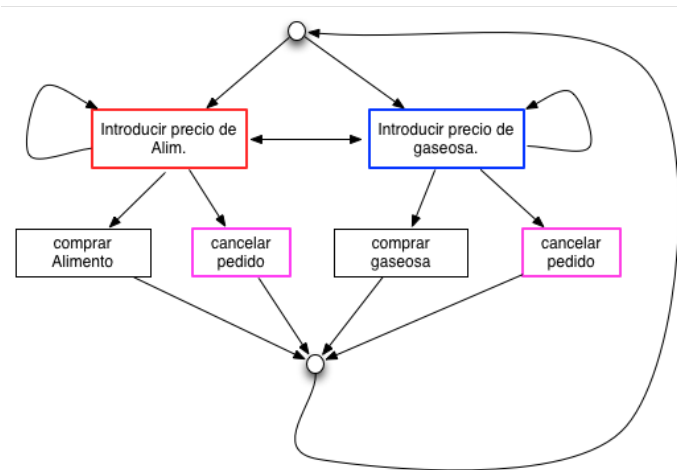 Introducir precio de
Alim.
Introducir precio de
gaseosa.
comprar
Alimento
cancelar
pedido
comprar
gaseosa
cancelar
pedido